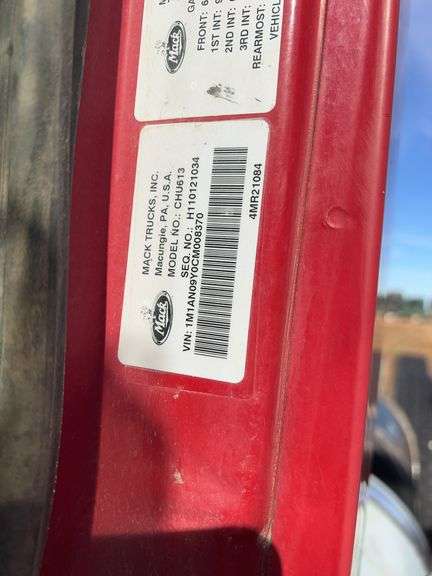 Mack
FRONT:
1ST INT:
2ND INT:
3RD INT:
REARMOST:
VEHICL
MACK TRUCKS, INC.
Macungie, PA, U.S.A.
MODEL NO.: CHU613
SEQ. NO.: H110121034
Mack
VIN: 1M1AN09Y0CM008370
4MR21084